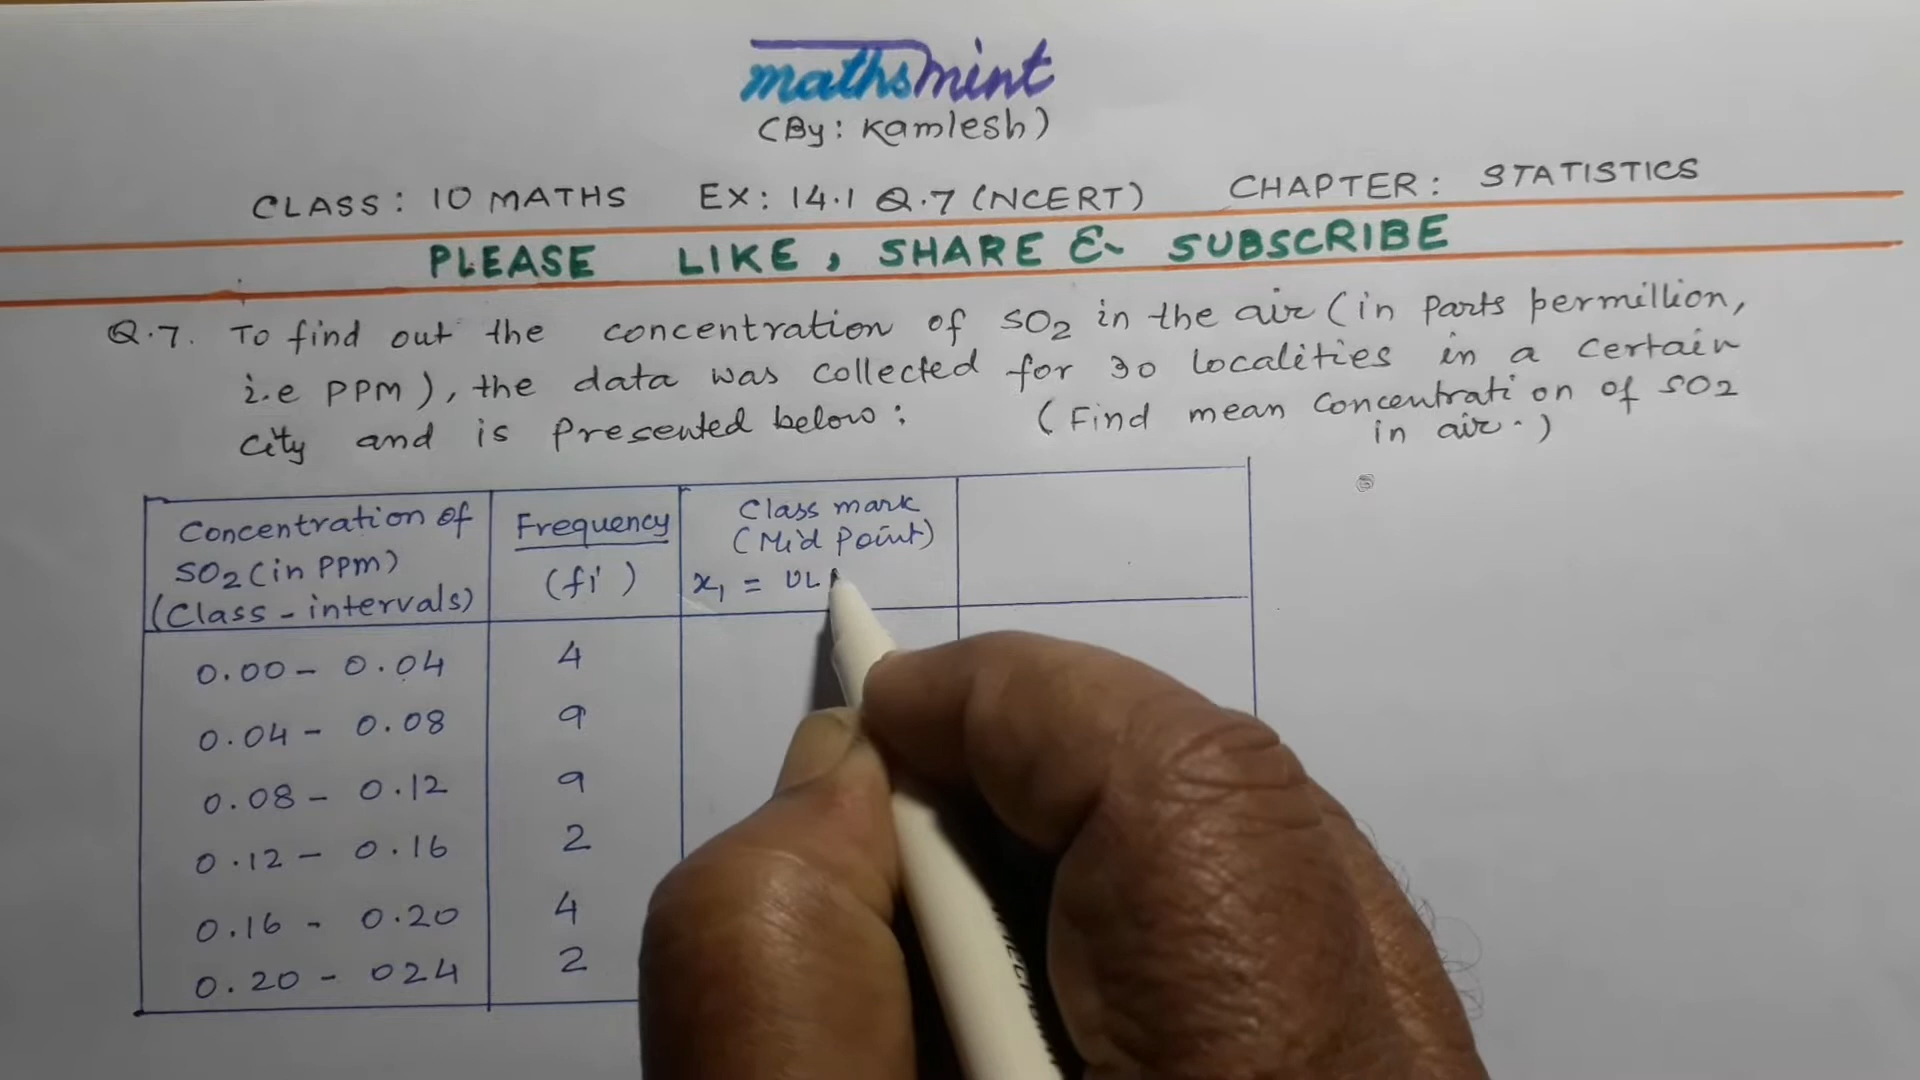 mathsmint
(By: Kamlesh)
CLASS: 10 MATHS EX: 14.1 Q.7 (NCERT) CHAPTER: STATISTICS
PLEASE LIKE, SHARE & SUBSCRIBE
Q.7. To find out the concentration of SO2 in the air (in parts permillion,
i.e PPM), the data was collected for 30 localities in a certain
city and is presented below: (Find mean concentration of SO2
in air.)
Concentration of
SO2 (in PPm)
(Class-intervals)
Frequency
(fi)
Class mark
(Mid Point)
x1 = UL
0.00 - 0.04 4
0.04 - 0.08 9
0.08 - 0.12 9
0.12 - 0.16 2
0.16 - 0.20 4
0.20 - 024 2